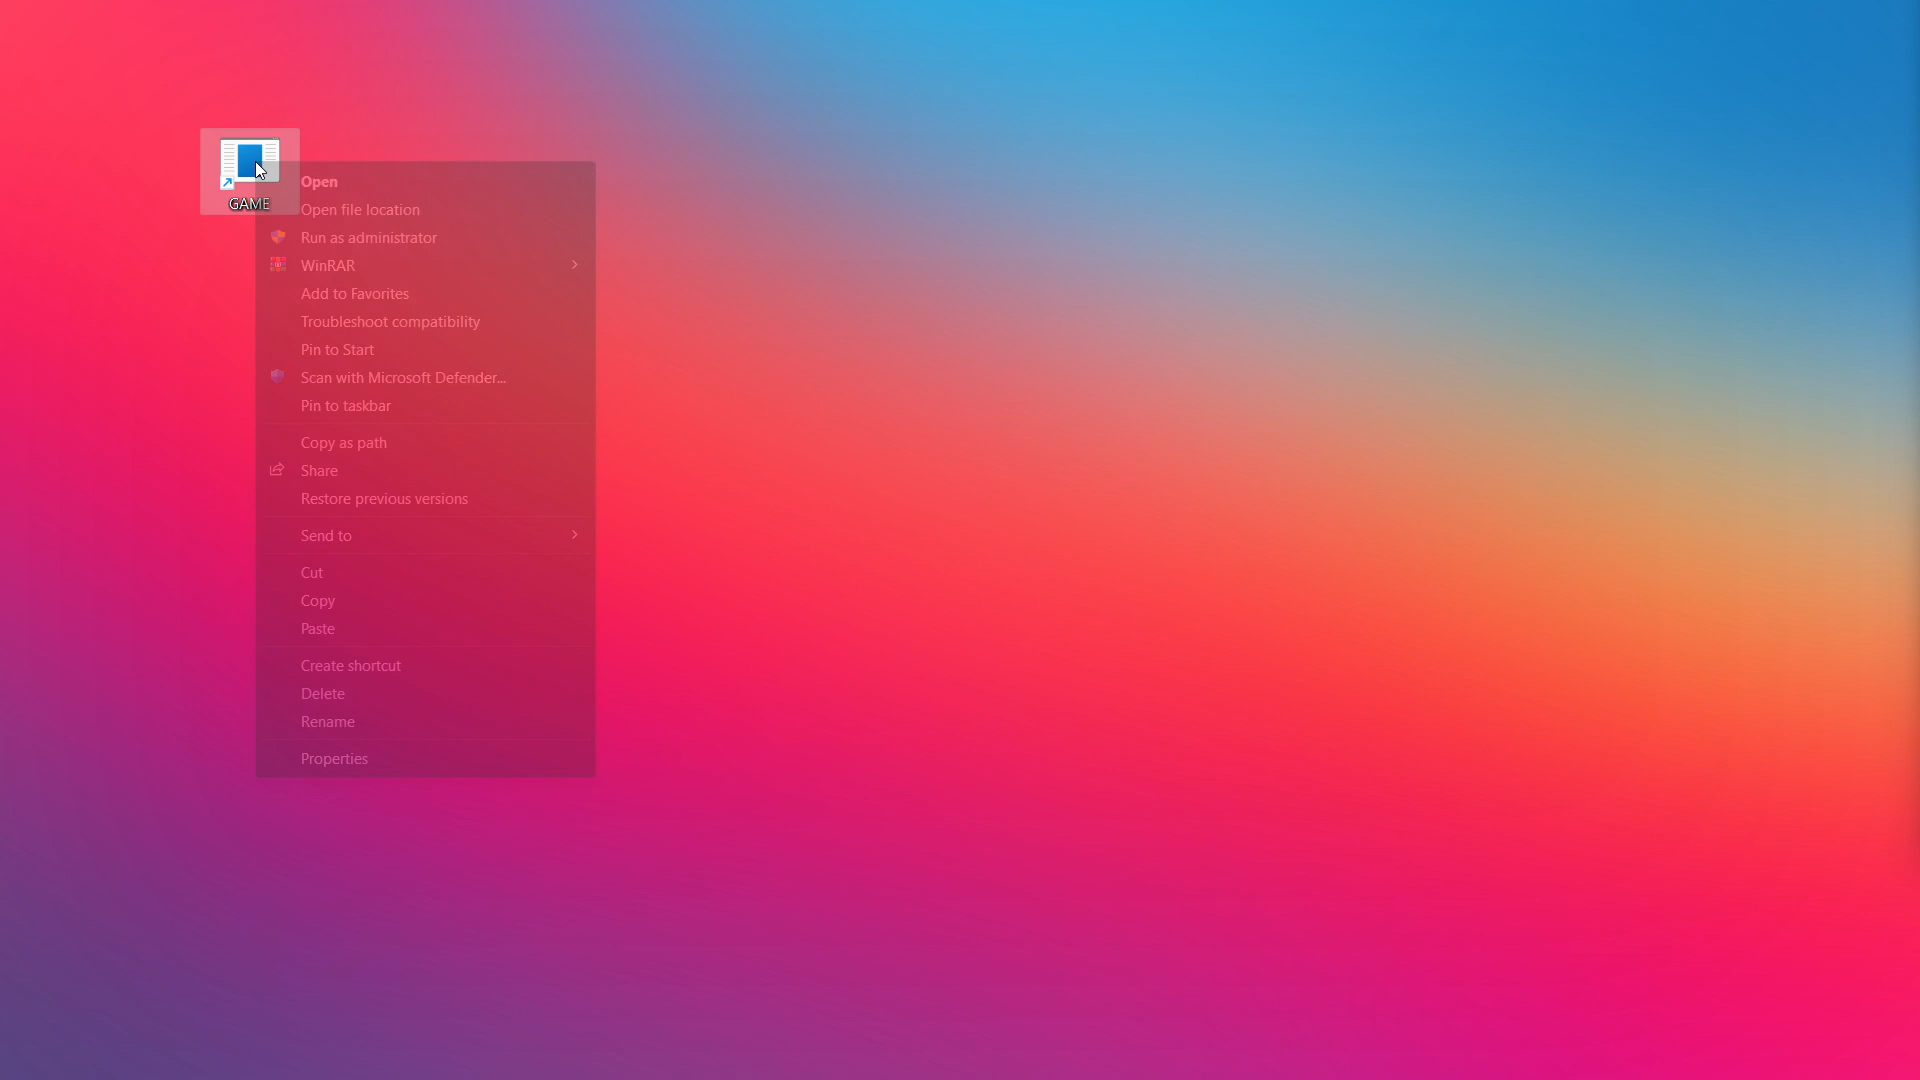 GAME
Open
Open file location
Run as administrator
WinRAR
Add to Favorites
Troubleshoot compatibility
Pin to Start
Scan with Microsoft Defender...
Pin to taskbar
Copy as path
Share
Restore previous versions
Send to
Cut
Copy
Paste
Create shortcut
Delete
Rename
Properties